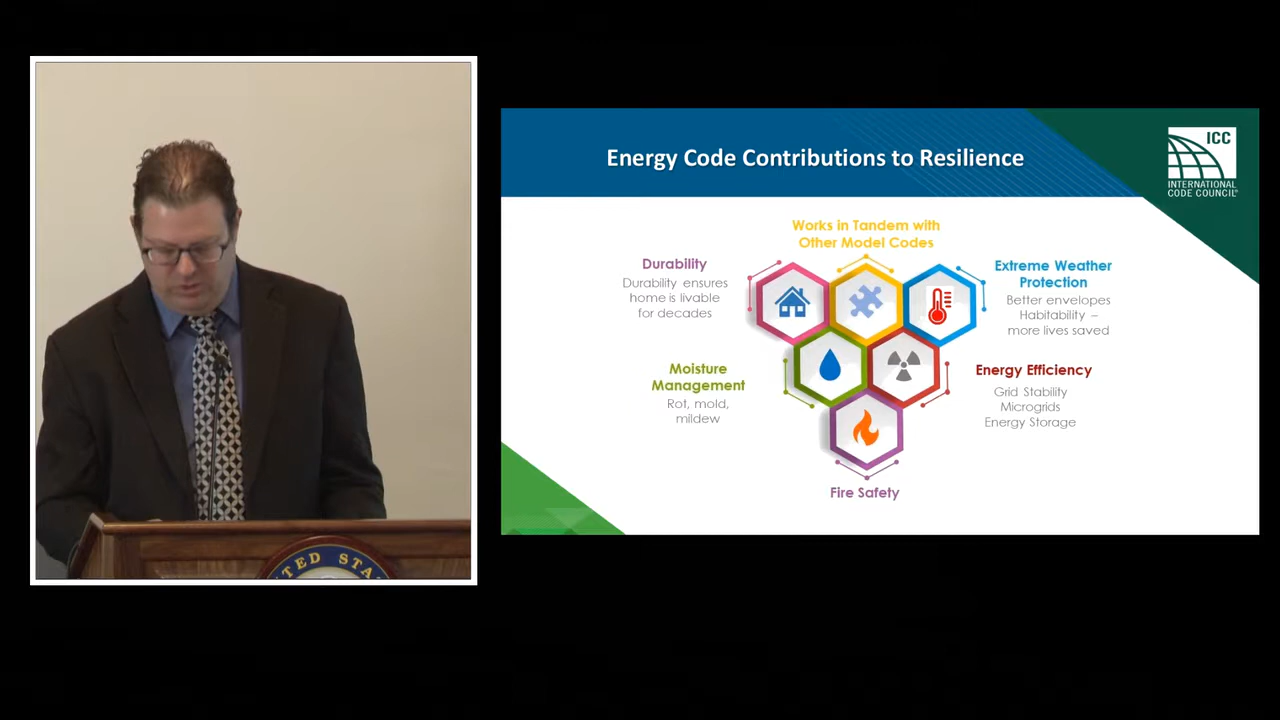 Energy Code Contributions to Resilience
ICC
INTERNATIONAL
CODE COUNCIL®
Works in Tandem with
Other Model Codes
Durability
Durability ensures
home is livable
for decades
Extreme Weather
Protection
Better envelopes
Habitability –
more lives saved
Moisture
Management
Rot, mold,
mildew
Energy Efficiency
Grid Stability
Microgrids
Energy Storage
Fire Safety
TED STA